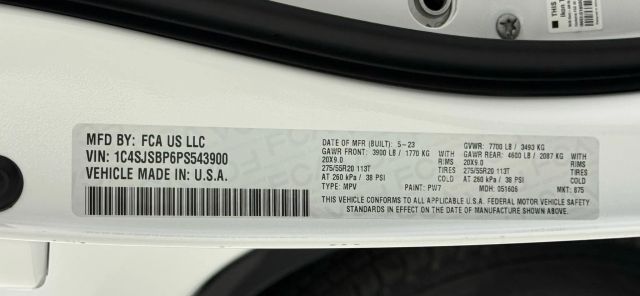 MFD BY: FCA US LLC
VIN: 1C4SJSBP6PS543900
VEHICLE MADE IN: U.S.A.
DATE OF MFR (BUILT): 5-23 GVWR: 7700 LB / 3493 KG
GAWR FRONT: 3900 LB / 1770 KG WITH GAWR REAR: 4600 LB / 2087 KG WITH
20X9.0 RIMS 20X9.0 RIMS
275/55R20 113T TIRES 275/55R20 113T TIRES
AT 260 kPa / 38 PSI COLD AT 260 kPa / 38 PSI COLD
TYPE: MPV PAINT: PW7 MDH: 051606 MKT: 875
THIS VEHICLE CONFORMS TO ALL APPLICABLE U.S.A. FEDERAL MOTOR VEHICLE SAFETY
STANDARDS IN EFFECT ON THE DATE OF MANUFACTURE SHOWN ABOVE.
THIS